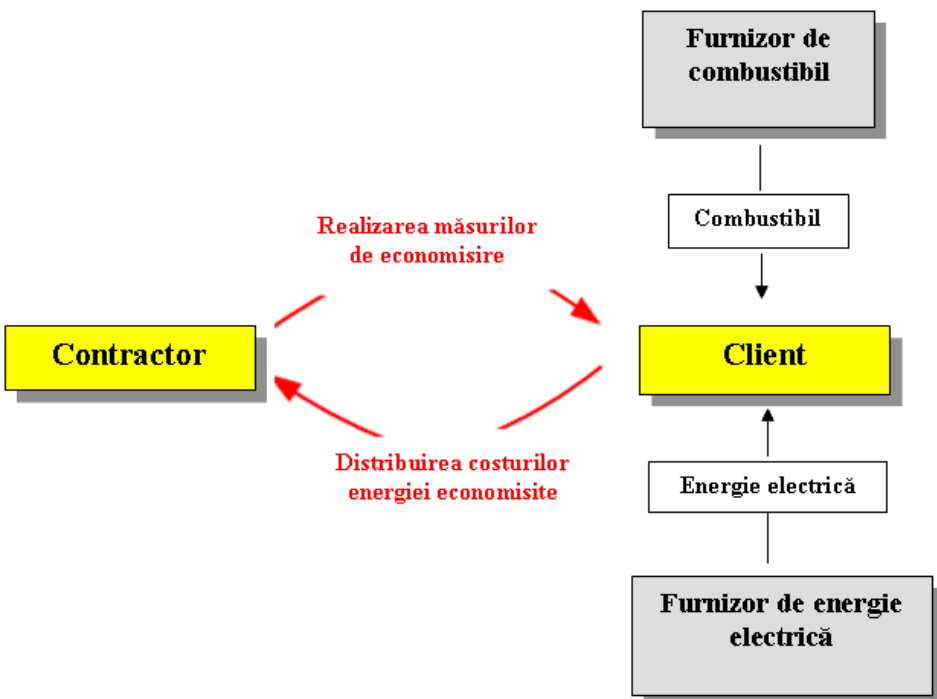 Furnizor de
combustibil
Combustibil
Realizarea măsurilor
de economisire
Contractor
Client
Distribuirea costurilor
energiei economisite
Energie electrică
Furnizor de energie
electrică